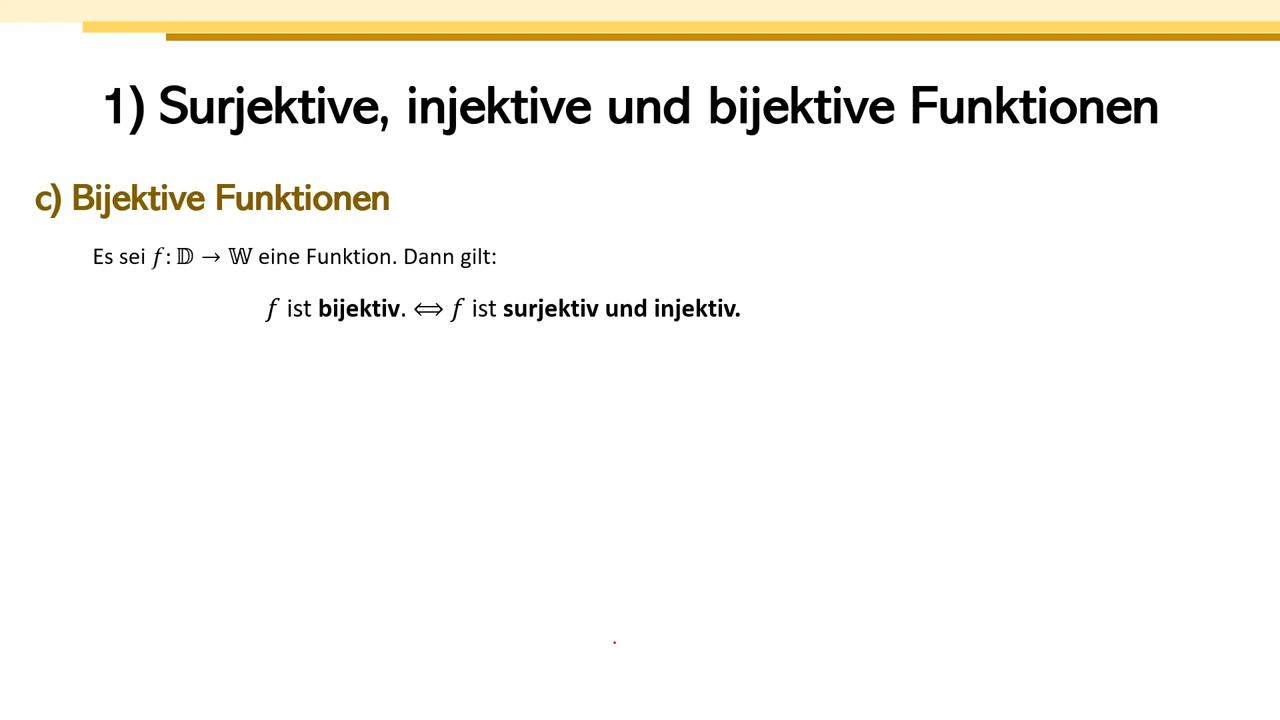 1) Surjektive, injektive und bijektive Funktionen
c) Bijektive Funktionen
Es sei 𝑓: 𝔻 → 𝕎 eine Funktion. Dann gilt:
𝑓 ist bijektiv. ⟺ 𝑓 ist surjektiv und injektiv.